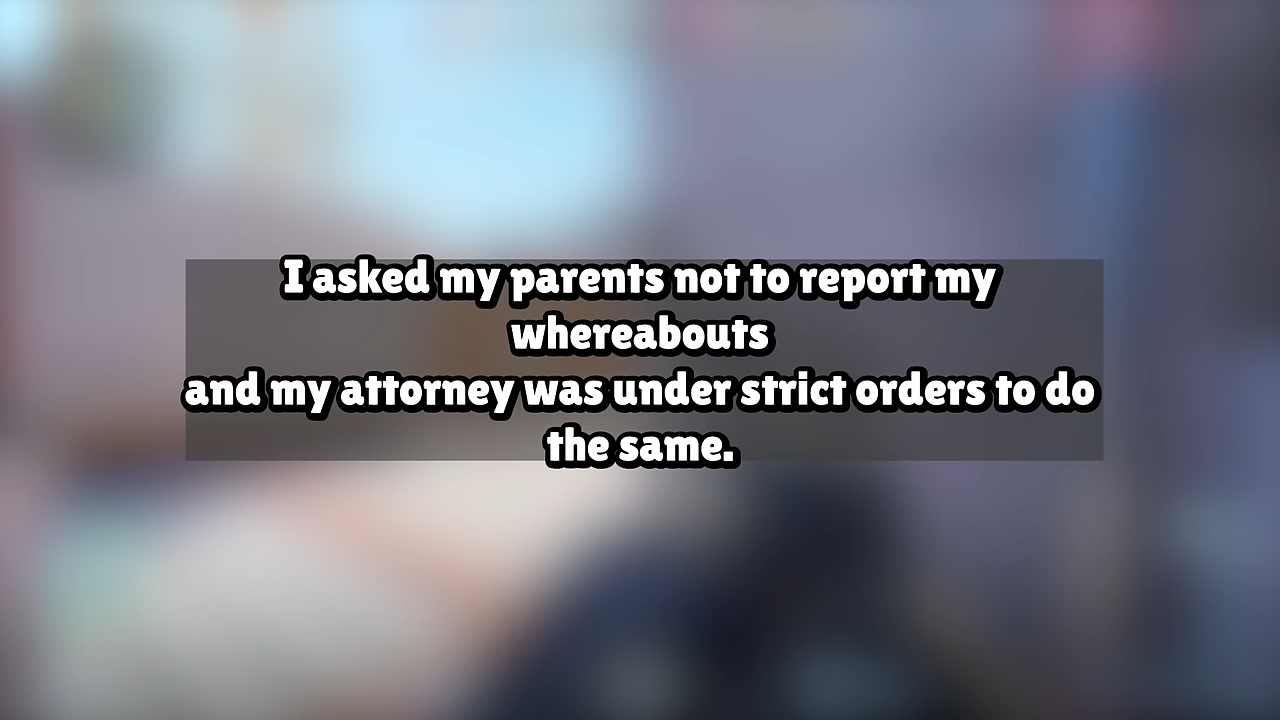 I asked my parents not to report my
whereabouts
and my attorney was under strict orders to do
the same.